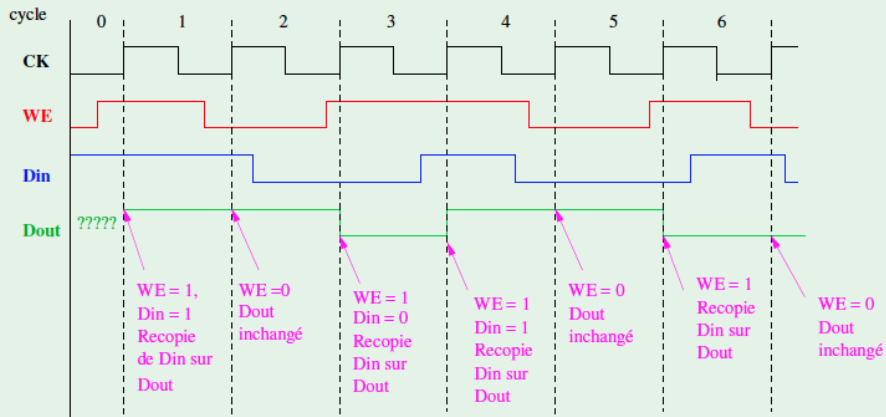 cycle
0 1 2 3 4 5 6
CK
WE
Din
Dout
?????
WE = 1,
Din = 1
Recopie
de Din sur
Dout
WE =0
Dout
inchangé
WE = 1
Din = 0
Recopie
Din sur
Dout
WE = 1
Din = 1
Recopie
Din sur
Dout
WE = 0
Dout
inchangé
WE = 1
Recopie
Din sur
Dout
WE = 0
Dout
inchangé